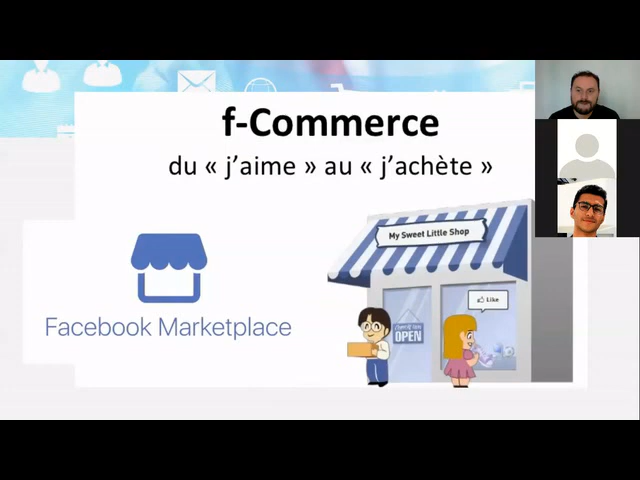 f-Commerce
du « j’aime » au « j’achète »
My Sweet Little Shop
Like
OPEN
Facebook Marketplace